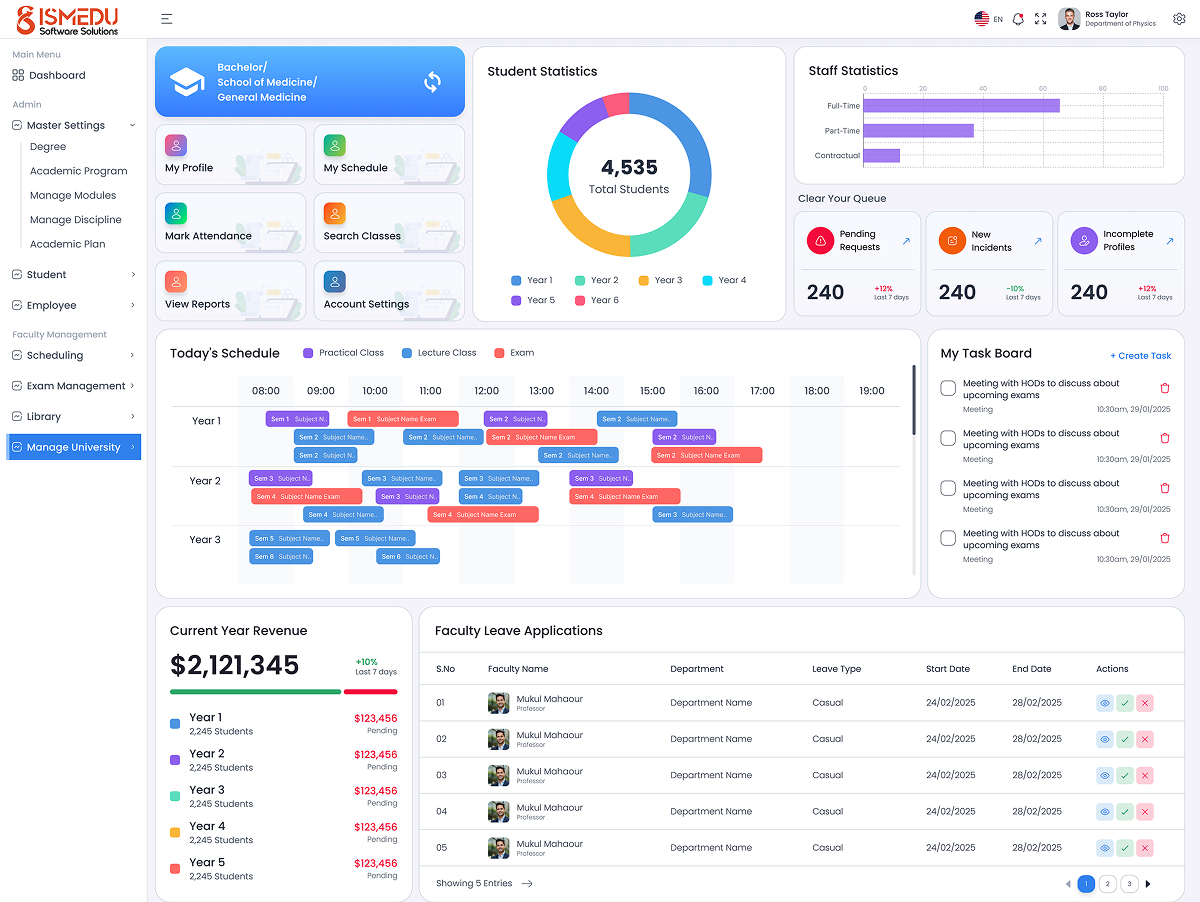 ISMEDU
Software Solutions
EN
Ross Taylor
Department of Physics
Main Menu
Dashboard
Admin
Master Settings
Degree
Academic Program
Manage Modules
Manage Discipline
Academic Plan
Student
Employee
Faculty Management
Scheduling
Exam Management
Library
Manage University
Bachelor/
School of Medicine/
General Medicine
My Profile
My Schedule
Mark Attendance
Search Classes
View Reports
Account Settings
Student Statistics
4,535
Total Students
Year 1 Year 2 Year 3 Year 4
Year 5 Year 6
Staff Statistics
0 20 40 60 80 100
Full-Time
Part-Time
Contractual
Clear Your Queue
Pending
Requests
240
+12%
Last 7 days
New
Incidents
240
-10%
Last 7 days
Incomplete
Profiles
240
+12%
Last 7 days
Today's Schedule
Practical Class Lecture Class Exam
08:00 09:00 10:00 11:00 12:00 13:00 14:00 15:00 16:00 17:00 18:00 19:00
Year 1
Sem 1 Subject N.. Sem 1 Subject Name Exam Sem 2 Subject N.. Sem 2 Subject Name..
Sem 2 Subject Name.. Sem 2 Subject Name.. Sem 2 Subject Name Exam Sem 2 Subject N..
Sem 2 Subject N.. Sem 2 Subject Name.. Sem 2 Subject Name Exam
Year 2
Sem 3 Subject N.. Sem 3 Subject Name.. Sem 3 Subject Name.. Sem 3 Subject N..
Sem 4 Subject Name Exam Sem 3 Subject N.. Sem 4 Subject N.. Sem 4 Subject Name Exam
Sem 4 Subject Name.. Sem 4 Subject Name Exam Sem 3 Subject Name..
Year 3
Sem 5 Subject Name.. Sem 5 Subject Name..
Sem 6 Subject N.. Sem 6 Subject N..
My Task Board
+ Create Task
Meeting with HODs to discuss about
upcoming exams
Meeting 10:30am, 29/01/2025
Meeting with HODs to discuss about
upcoming exams
Meeting 10:30am, 29/01/2025
Meeting with HODs to discuss about
upcoming exams
Meeting 10:30am, 29/01/2025
Meeting with HODs to discuss about
upcoming exams
Meeting 10:30am, 29/01/2025
Current Year Revenue
$2,121,345
+10%
Last 7 days
Year 1 $123,456
2,245 Students Pending
Year 2 $123,456
2,245 Students Pending
Year 3 $123,456
2,245 Students Pending
Year 4 $123,456
2,245 Students Pending
Year 5 $123,456
2,245 Students Pending
Faculty Leave Applications
S.No Faculty Name Department Leave Type Start Date End Date Actions
01 Mukul Mahaour Department Name Casual 24/02/2025 28/02/2025
Professor
02 Mukul Mahaour Department Name Casual 24/02/2025 28/02/2025
Professor
03 Mukul Mahaour Department Name Casual 24/02/2025 28/02/2025
Professor
04 Mukul Mahaour Department Name Casual 24/02/2025 28/02/2025
Professor
05 Mukul Mahaour Department Name Casual 24/02/2025 28/02/2025
Professor
Showing 5 Entries
1 2 3